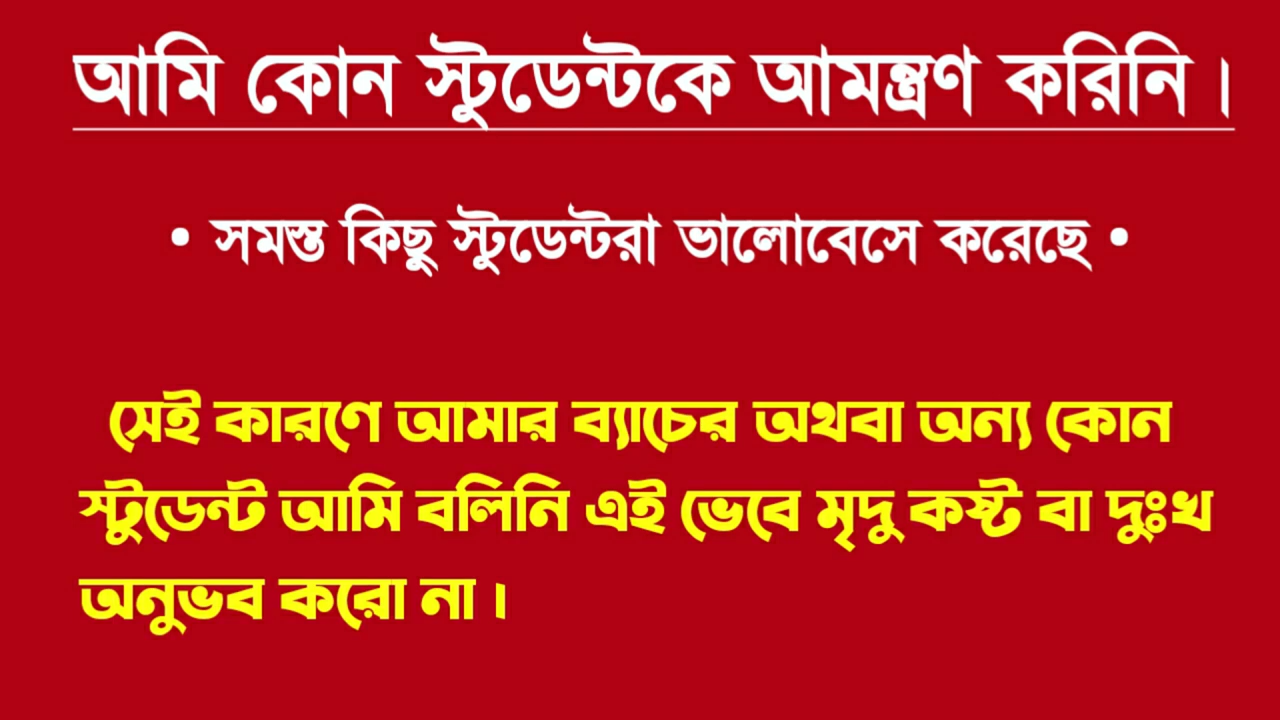 আমি কোন স্টুডেন্টকে আমন্ত্রণ করিনি।
• সমস্ত কিছু স্টুডেন্টরা ভালোবেসে করেছে •
সেই কারণে আমার ব্যাচের অথবা অন্য কোন
স্টুডেন্ট আমি বলিনি এই ভেবে মৃদু কষ্ট বা দুঃখ
অনুভব করো না।